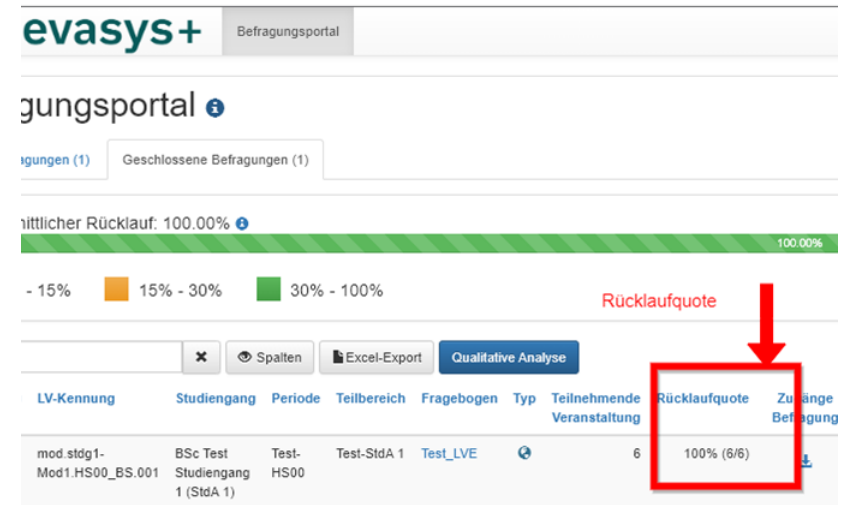 evasys+ Befragungsportal
gungsportal
agungen (1) Geschlossene Befragungen (1)
nittlicher Rücklauf: 100.00%
100.00%
- 15% 15% - 30% 30% - 100%
Rücklaufquote
Spalten Excel-Export Qualitative Analyse
LV-Kennung Studiengang Periode Teilbereich Fragebogen Typ Teilnehmende Rücklaufquote Zugänge
Veranstaltung Befragung
mod.stdg1- BSc Test Test- Test-StdA 1 Test_LVE 6 100% (6/6)
Mod1.HS00_BS.001 Studiengang HS00
1 (StdA 1)